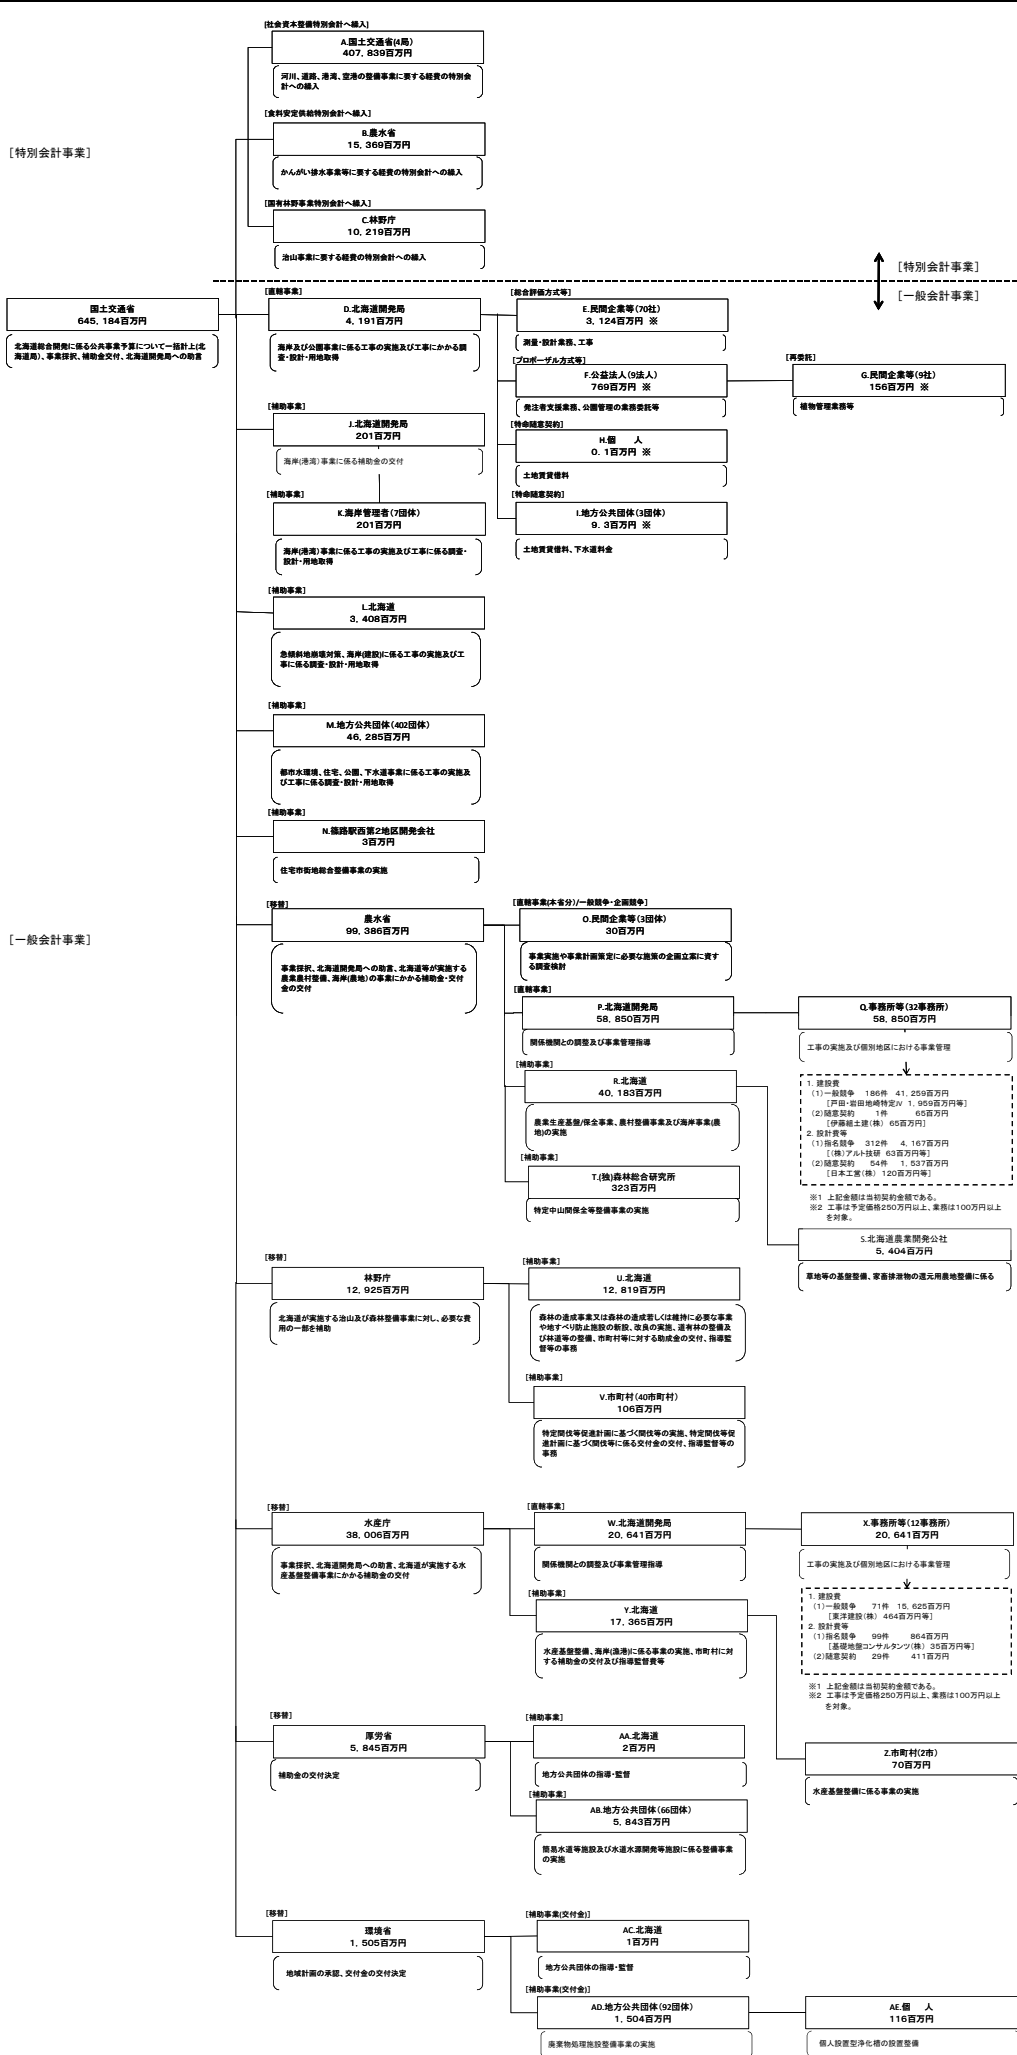 [社会資本整備特別会計へ繰入]
A.国土交通省(4局)
407，839百万円
河川、道路、港湾、空港の整備事業に要する経費の特別会
計への繰入
[食料安定供給特別会計へ繰入]
B.農水省
15，369百万円
[特別会計事業]
かんがい排水事業等に要する経費の特別会計への繰入
[国有林野事業特別会計へ繰入]
C.林野庁
10，219百万円
治山事業に要する経費の特別会計への繰入
[特別会計事業]
[一般会計事業]
国土交通省
645，184百万円
北海道総合開発に係る公共事業予算について一括計上(北
海道局)、事業採択、補助金交付、北海道開発局への助言
[直轄事業]
D.北海道開発局
4，191百万円
海岸及び公園事業に係る工事の実施及び工事にかかる調
査・設計・用地取得
[総合評価方式等]
E.民間企業等(70社)
3，124百万円 ※
測量・設計業務、工事
[プロポーザル方式等]
F.公益法人(9法人)
769百万円 ※
発注者支援業務、公園管理の業務委託等
[再委託]
G.民間企業等(9社)
156百万円 ※
植物管理業務等
[特命随意契約]
H.個　人
0．1百万円 ※
土地賃貸借料
[特命随意契約]
I.地方公共団体(3団体)
9．3百万円 ※
土地賃貸借料、下水道料金
[補助事業]
J.北海道開発局
201百万円
海岸(港湾)事業に係る補助金の交付
[補助事業]
K.海岸管理者(7団体)
201百万円
海岸(港湾)事業に係る工事の実施及び工事に係る調査・
設計・用地取得
[補助事業]
L.北海道
3，408百万円
急傾斜地崩壊対策、海岸(建設)に係る工事の実施及び工
事に係る調査・設計・用地取得
[補助事業]
M.地方公共団体(402団体)
46，285百万円
都市水環境、住宅、公園、下水道事業に係る工事の実施及
び工事に係る調査・設計・用地取得
[補助事業]
N.篠路駅西第2地区開発会社
3百万円
住宅市街地総合整備事業の実施
[一般会計事業]
[移替]
農水省
99，386百万円
事業採択、北海道開発局への助言、北海道等が実施する
農業農村整備、海岸(農地)の事業にかかる補助金・交付
金の交付
[直轄事業(本省分)/一般競争・企画競争]
O.民間企業等(3団体)
30百万円
事業実施や事業計画策定に必要な施策の企画立案に資す
る調査検討
[直轄事業]
P.北海道開発局
58，850百万円
関係機関との調整及び事業管理指導
Q.事務所等(32事務所)
58，850百万円
工事の実施及び個別地区における事業管理
1. 建設費
(1)一般競争　186件　41，259百万円
[戸田・岩田地崎特定JV　1，959百万円等]
(2)随意契約　1件　65百万円
[伊藤組土建(株)　65百万円]
2. 設計費等
(1)指名競争　312件　4，167百万円
[(株)アルト技研　63百万円等]
(2)随意契約　54件　1，537百万円
[日本工営(株)　120百万円等]
※1　上記金額は当初契約金額である。
※2　工事は予定価格250万円以上、業務は100万円以上
を対象。
[補助事業]
R.北海道
40，183百万円
農業生産基盤/保全事業、農村整備事業及び海岸事業(農
地)の実施
[補助事業]
T.(独)森林総合研究所
323百万円
特定中山間保全等整備事業の実施
S.北海道農業開発公社
5，404百万円
草地等の基盤整備、家畜排泄物の還元用農地整備に係る
[移替]
林野庁
12，925百万円
北海道が実施する治山及び森林整備事業に対し、必要な費
用の一部を補助
[補助事業]
U.北海道
12，819百万円
森林の造成事業又は森林の造成若しくは維持に必要な事業
や地すべり防止施設の新設、改良の実施、道有林の整備及
び林道等の整備、市町村等に対する助成金の交付、指導監
督等の事務
[補助事業]
V.市町村(40市町村)
106百万円
特定間伐等促進計画に基づく間伐等の実施、特定間伐等促
進計画に基づく間伐等に係る交付金の交付、指導監督等の
事務
[移替]
水産庁
38，006百万円
事業採択、北海道開発局への助言、北海道が実施する水
産基盤整備事業にかかる補助金の交付
[直轄事業]
W.北海道開発局
20，641百万円
関係機関との調整及び事業管理指導
X.事務所等(12事務所)
20，641百万円
工事の実施及び個別地区における事業管理
1. 建設費
(1)一般競争　71件　15，625百万円
[東洋建設(株)　464百万円等]
2. 設計費等
(1)指名競争　99件　864百万円
[基礎地盤コンサルタンツ(株)　35百万円等]
(2)随意契約　29件　411百万円
※1　上記金額は当初契約金額である。
※2　工事は予定価格250万円以上、業務は100万円以上
を対象。
[補助事業]
Y.北海道
17，365百万円
水産基盤整備、海岸(漁港)に係る事業の実施、市町村に対
する補助金の交付及び指導監督費等
Z.市町村(2市)
70百万円
水産基盤整備に係る事業の実施
[移替]
厚労省
5，845百万円
補助金の交付決定
[補助事業]
AA.北海道
2百万円
地方公共団体の指導・監督
[補助事業]
AB.地方公共団体(66団体)
5，843百万円
簡易水道等施設及び水道水源開発等施設に係る整備事業
の実施
[移替]
環境省
1，505百万円
地域計画の承認、交付金の交付決定
[補助事業(交付金)]
AC.北海道
1百万円
地方公共団体の指導・監督
[補助事業(交付金)]
AD.地方公共団体(92団体)
1，504百万円
廃棄物処理施設整備事業の実施
AE.個　人
116百万円
個人設置型浄化槽の設置整備